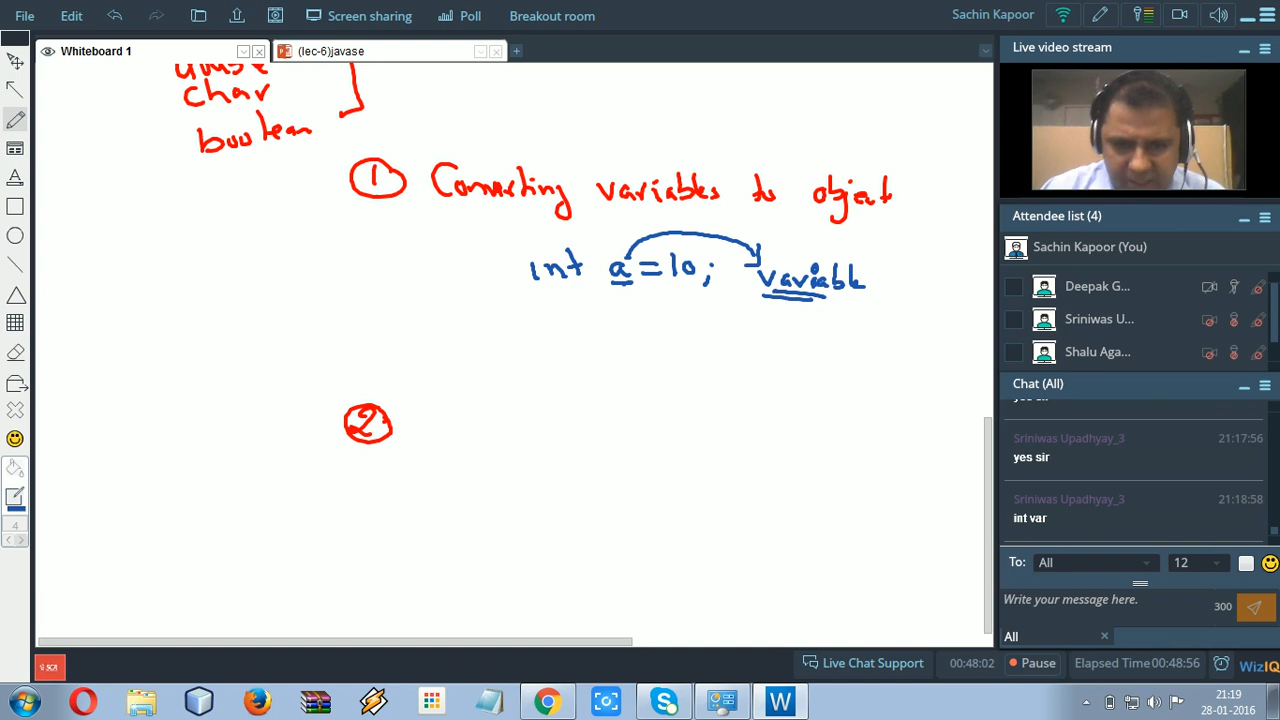 File Edit Screen sharing Poll Breakout room Sachin Kapoor
Whiteboard 1
(lec-6)javase
Live video stream
char
boolean
1 Converting variables to object
int a=10; variable
2
Attendee list (4)
Sachin Kapoor (You)
Deepak G...
Sriniwas U...
Shalu Aga...
Chat (All)
Sriniwas Upadhyay_3 21:17:56
yes sir
Sriniwas Upadhyay_3 21:18:58
int var
To: All 12
Write your message here. 300
All
4
SCA
Live Chat Support 00:48:02 Pause Elapsed Time 00:48:56 WizIQ
21:19
28-01-2016